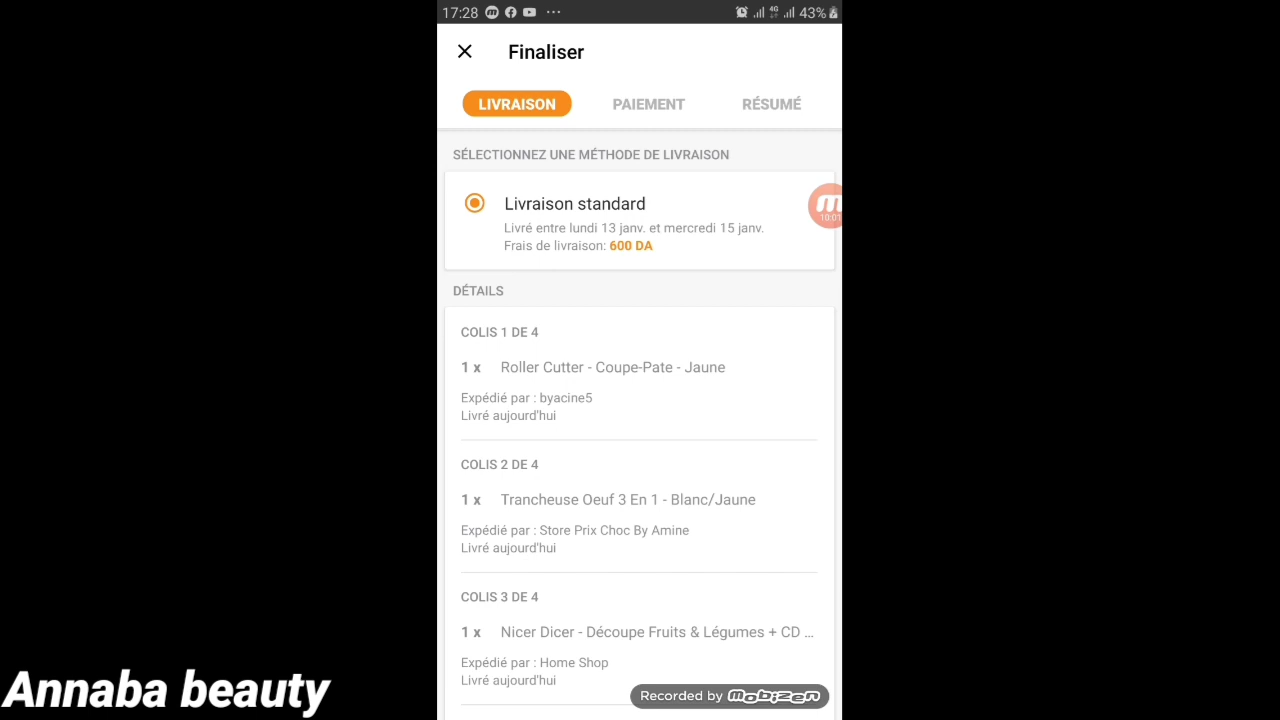 17:28
4G 43%
Finaliser
LIVRAISON PAIEMENT RÉSUMÉ
SÉLECTIONNEZ UNE MÉTHODE DE LIVRAISON
Livraison standard
Livré entre lundi 13 janv. et mercredi 15 janv.
Frais de livraison: 600 DA
10:01
DÉTAILS
COLIS 1 DE 4
1 x Roller Cutter - Coupe-Pate - Jaune
Expédié par : byacine5
Livré aujourd'hui
COLIS 2 DE 4
1 x Trancheuse Oeuf 3 En 1 - Blanc/Jaune
Expédié par : Store Prix Choc By Amine
Livré aujourd'hui
COLIS 3 DE 4
1 x Nicer Dicer - Découpe Fruits & Légumes + CD ...
Expédié par : Home Shop
Livré aujourd'hui
Recorded by mobizen
Annaba beauty